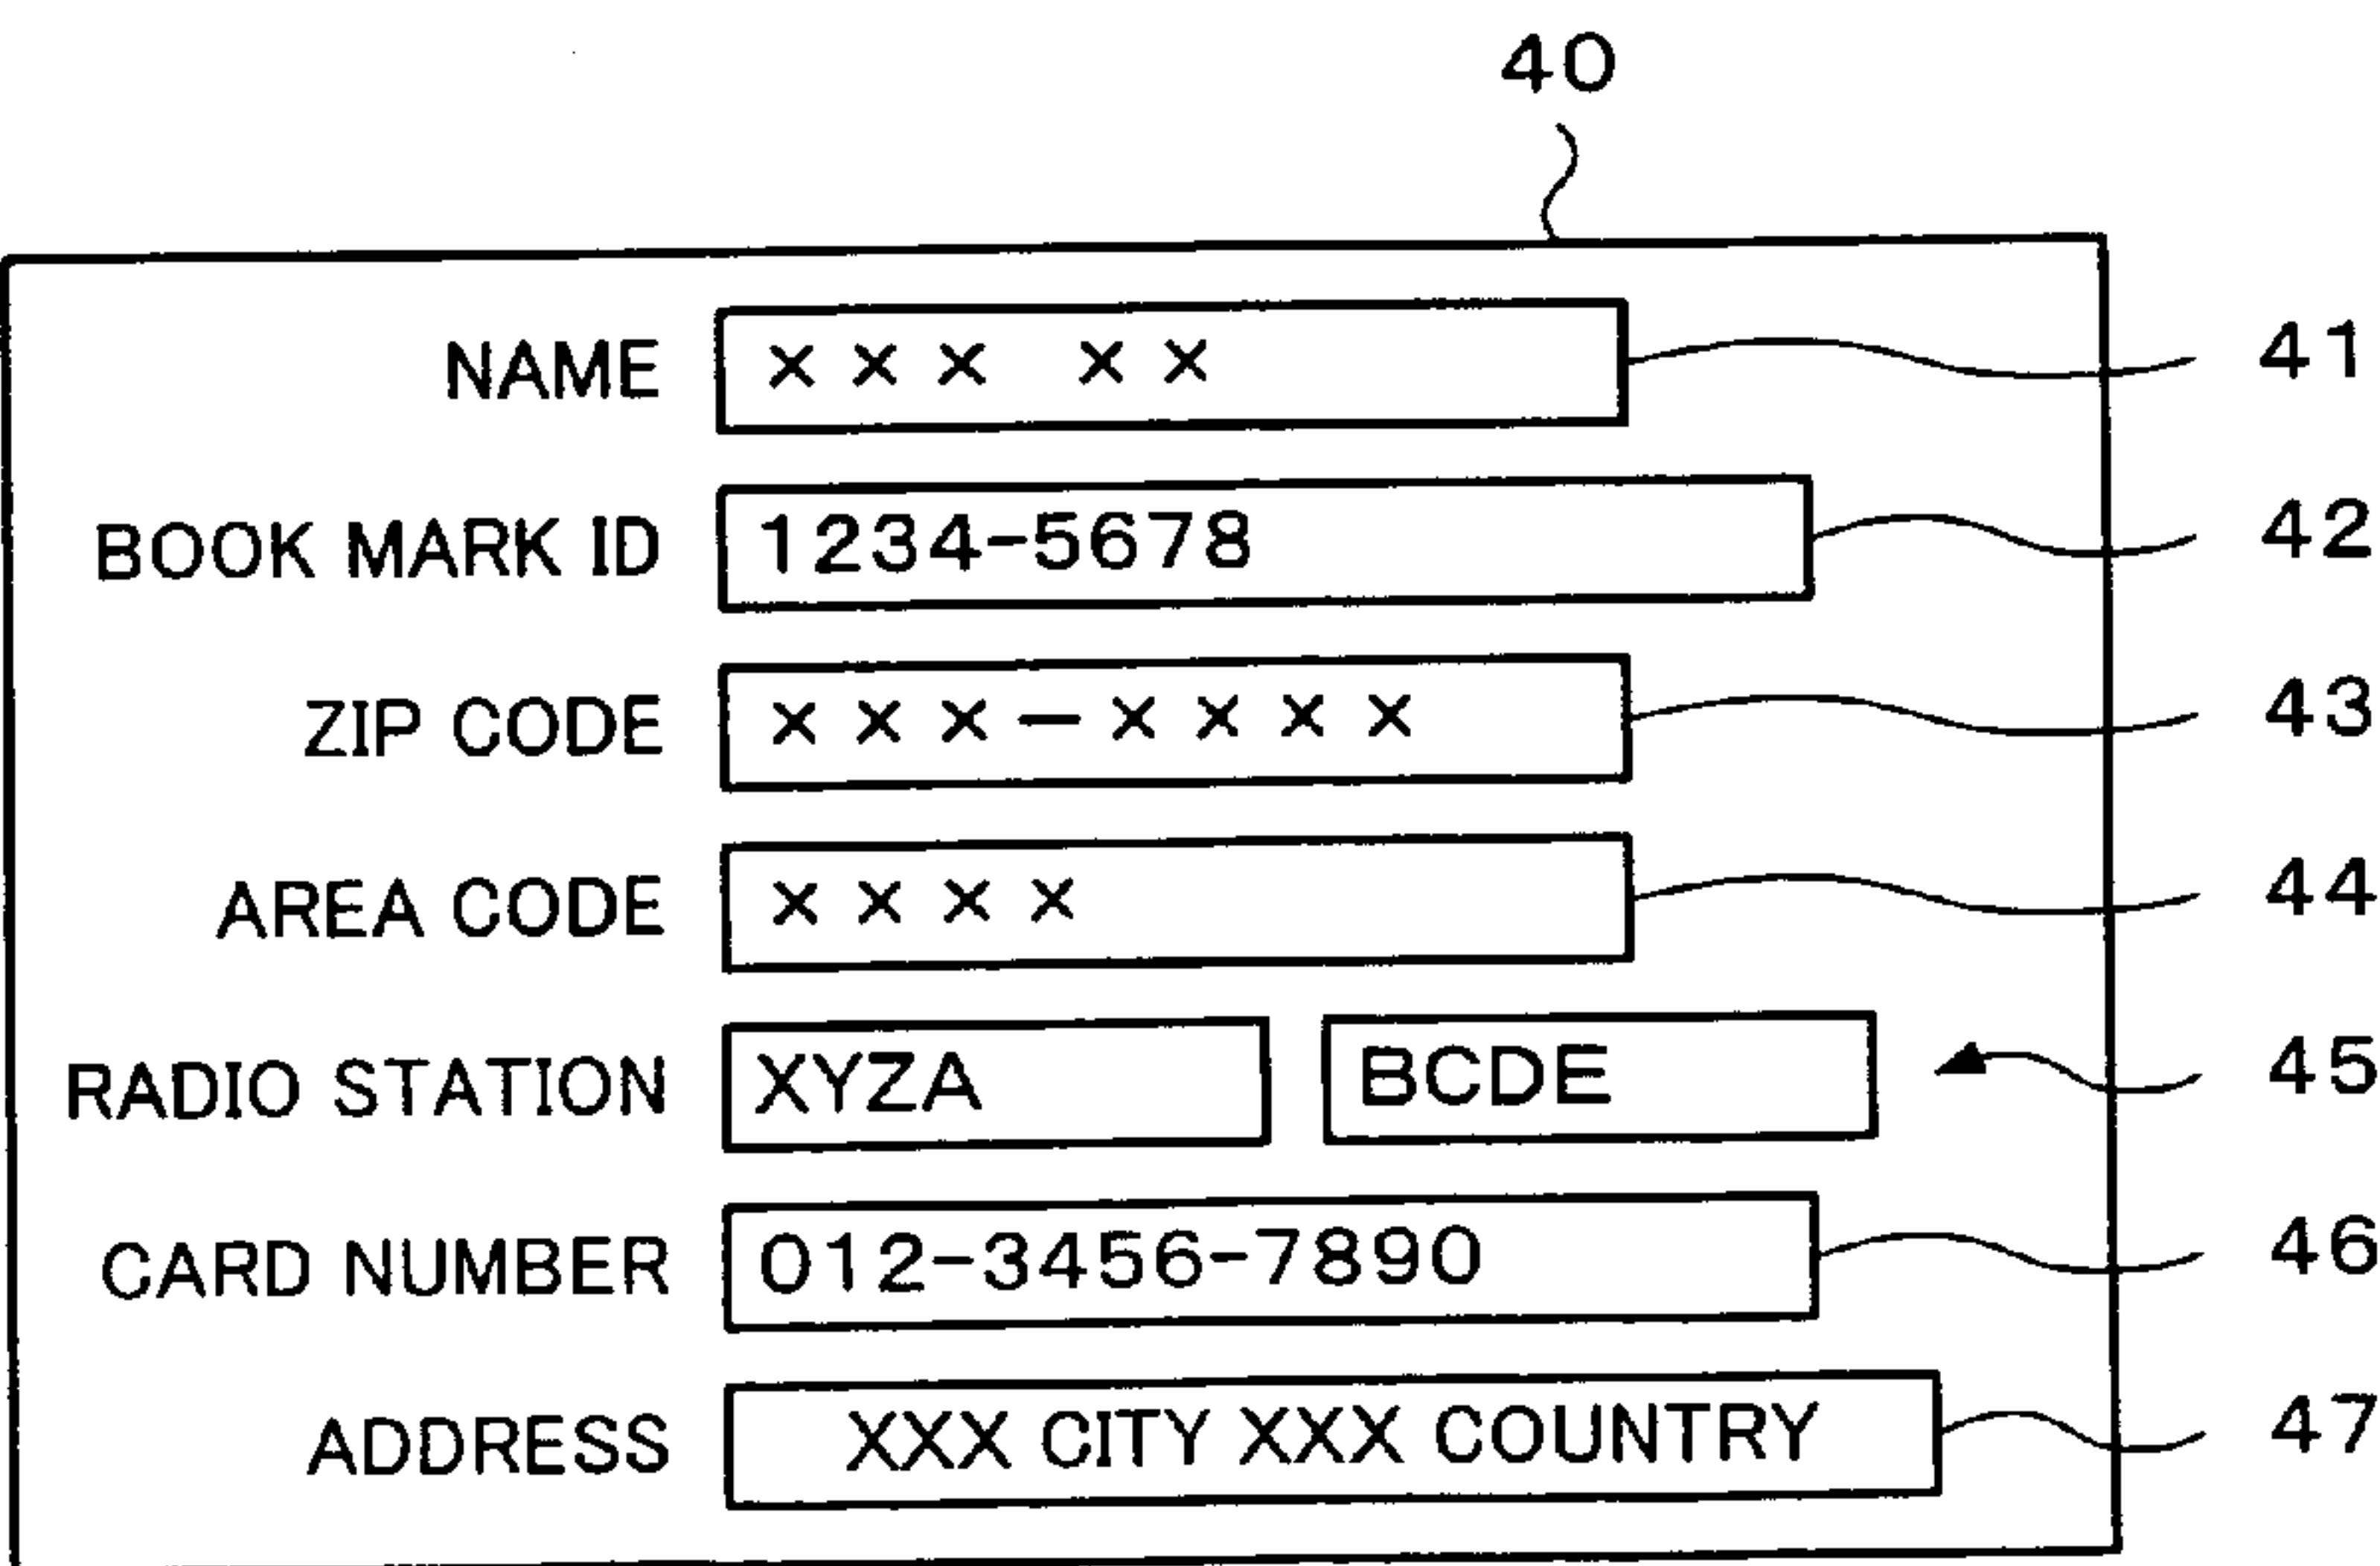 40
NAME × × × × × 41
BOOK MARK ID 1234-5678 42
ZIP CODE × × × - × × × × 43
AREA CODE × × × × 44
RADIO STATION XYZA BCDE 45
CARD NUMBER 012-3456-7890 46
ADDRESS XXX CITY XXX COUNTRY 47